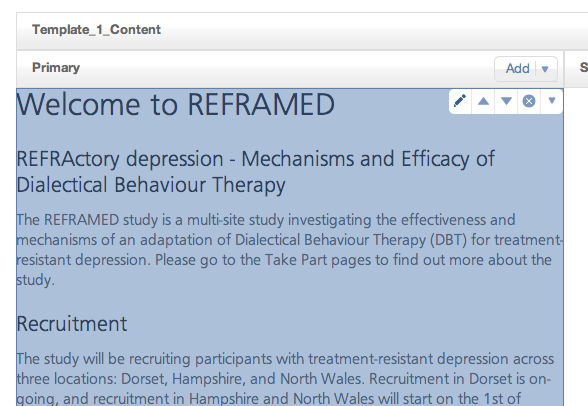 Template_1_Content
Primary
Add
S
Welcome to REFRAMED
REFRActory depression - Mechanisms and Efficacy of
Dialectical Behaviour Therapy
The REFRAMED study is a multi-site study investigating the effectiveness and
mechanisms of an adaptation of Dialectical Behaviour Therapy (DBT) for treatment-
resistant depression. Please go to the Take Part pages to find out more about the
study.
Recruitment
The study will be recruiting participants with treatment-resistant depression across
three locations: Dorset, Hampshire, and North Wales. Recruitment in Dorset is on-
going, and recruitment in Hampshire and North Wales will start on the 1st of